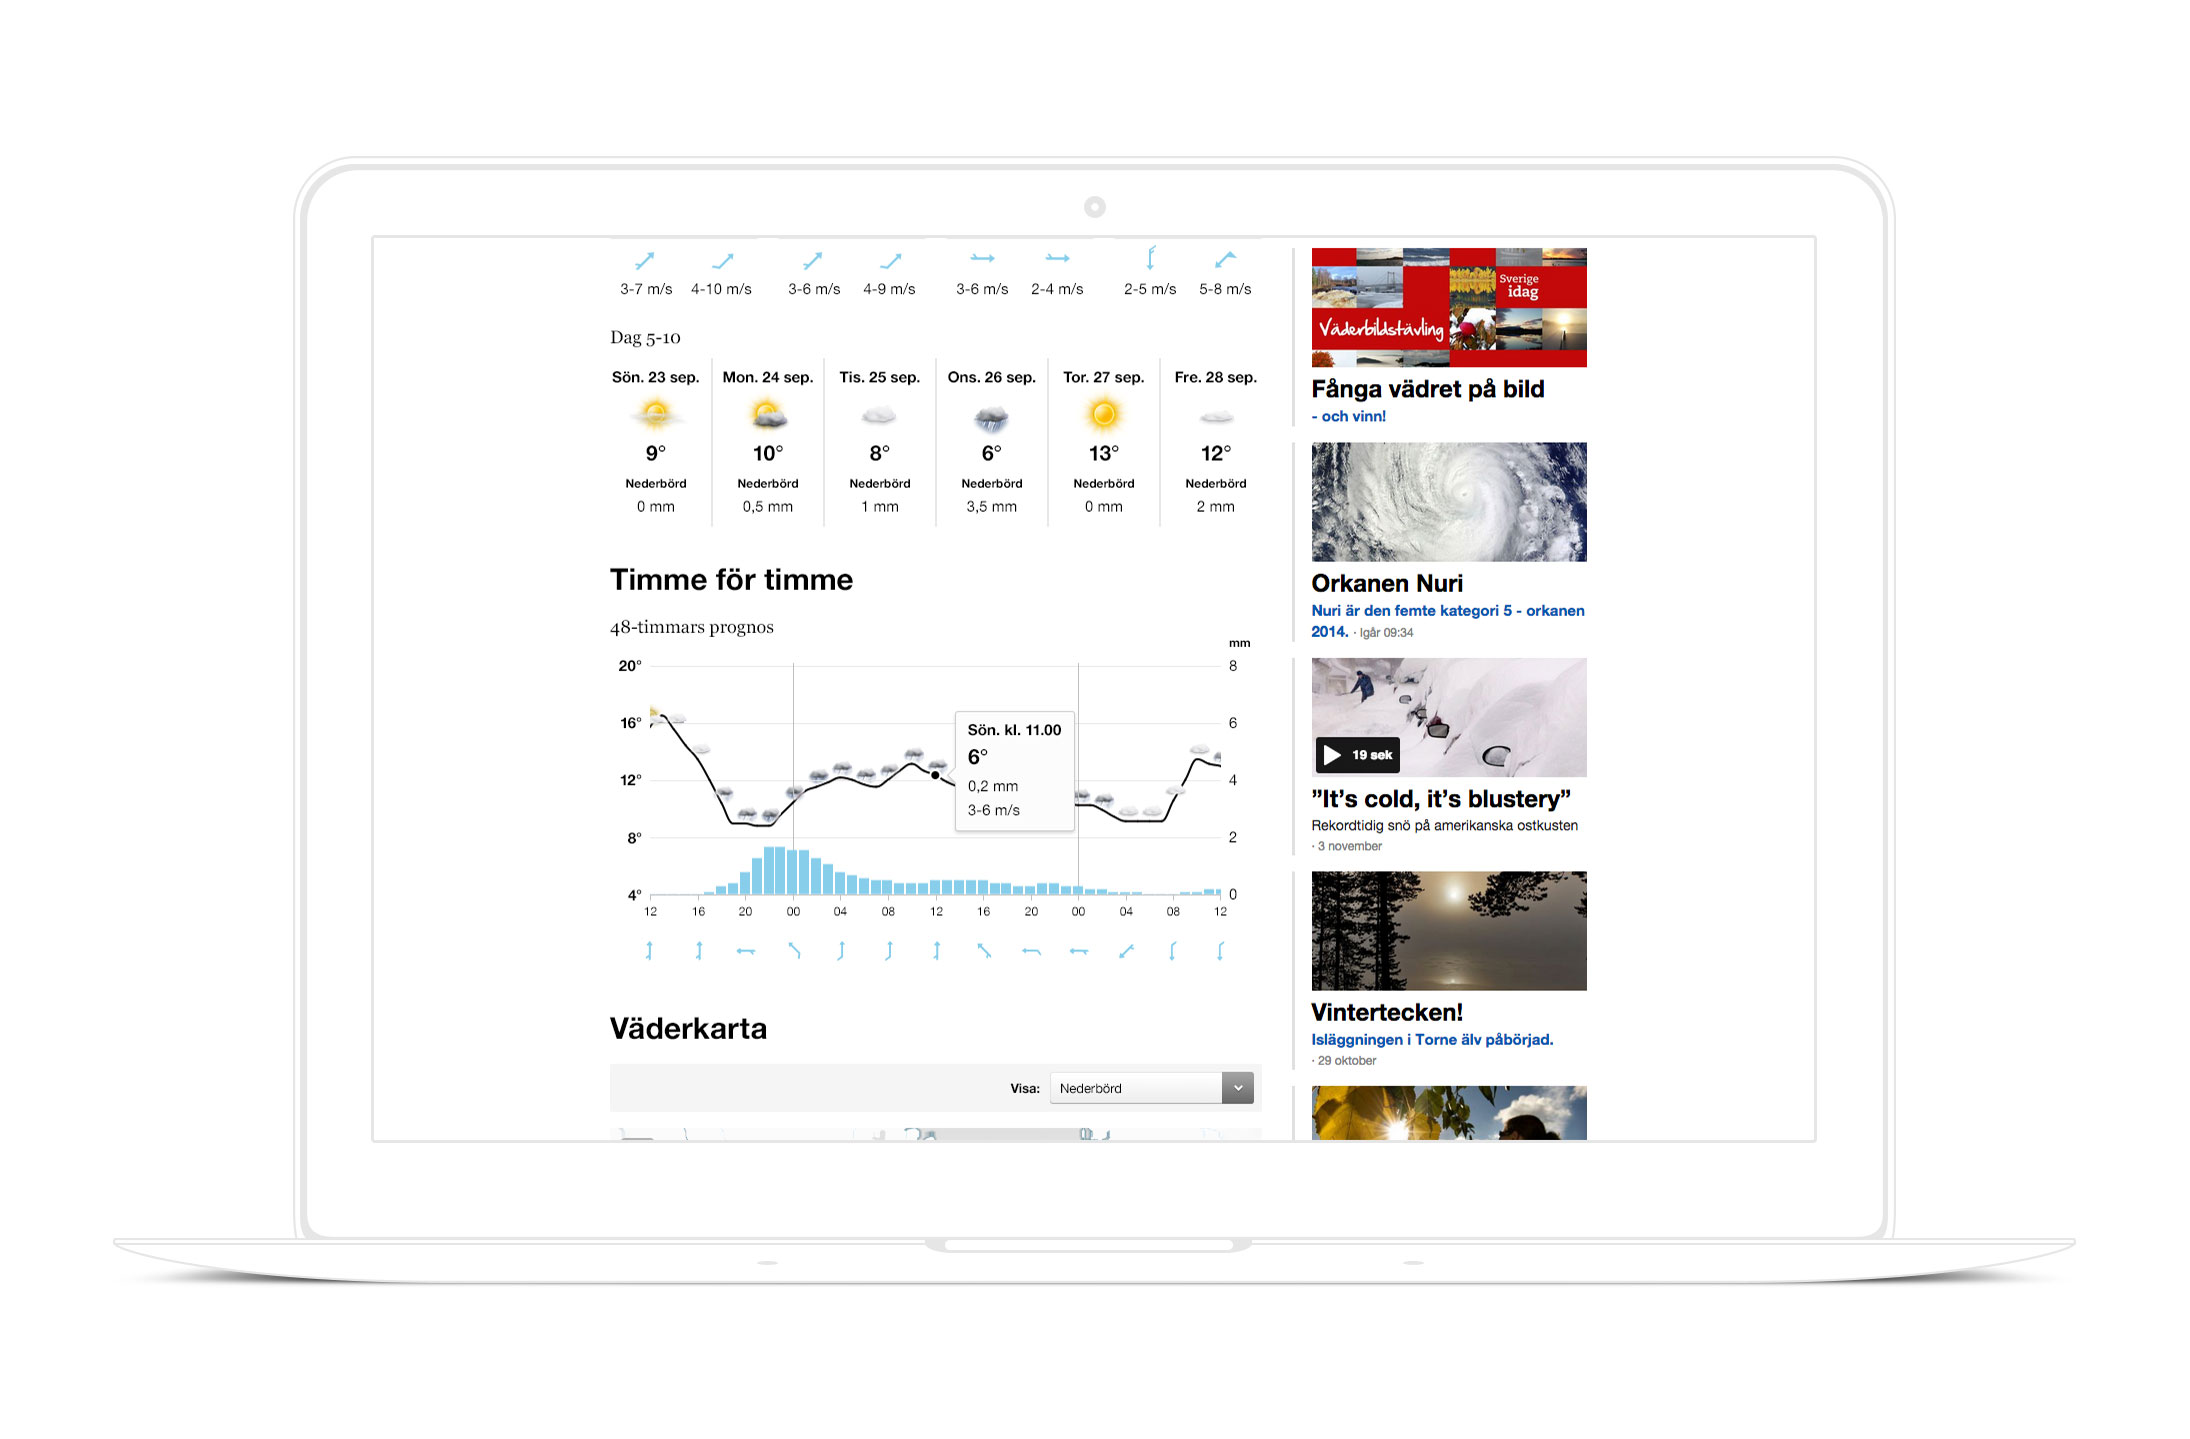 3-7 m/s 4-10 m/s 3-6 m/s 4-9 m/s 3-6 m/s 2-4 m/s 2-5 m/s 5-8 m/s
Dag 5-10
Sön. 23 sep. Mon. 24 sep. Tis. 25 sep. Ons. 26 sep. Tor. 27 sep. Fre. 28 sep.
9° 10° 8° 6° 13° 12°
Nederbörd Nederbörd Nederbörd Nederbörd Nederbörd Nederbörd
0 mm 0,5 mm 1 mm 3,5 mm 0 mm 2 mm
Timme för timme
48-timmars prognos
mm
20° 8
16° 6
12° 4
8° 2
4° 0
Sön. kl. 11.00
6°
0,2 mm
3-6 m/s
12 16 20 00 04 08 12 16 20 00 04 08 12
Väderkarta
Visa: Nederbörd
Sverige
idag
Väderbildstävling
Fånga vädret på bild
- och vinn!
Orkanen Nuri
Nuri är den femte kategori 5 - orkanen
2014. · Igår 09:34
19 sek
”It’s cold, it’s blustery”
Rekordtidig snö på amerikanska ostkusten
· 3 november
Vintertecken!
Isläggningen i Torne älv påbörjad.
· 29 oktober